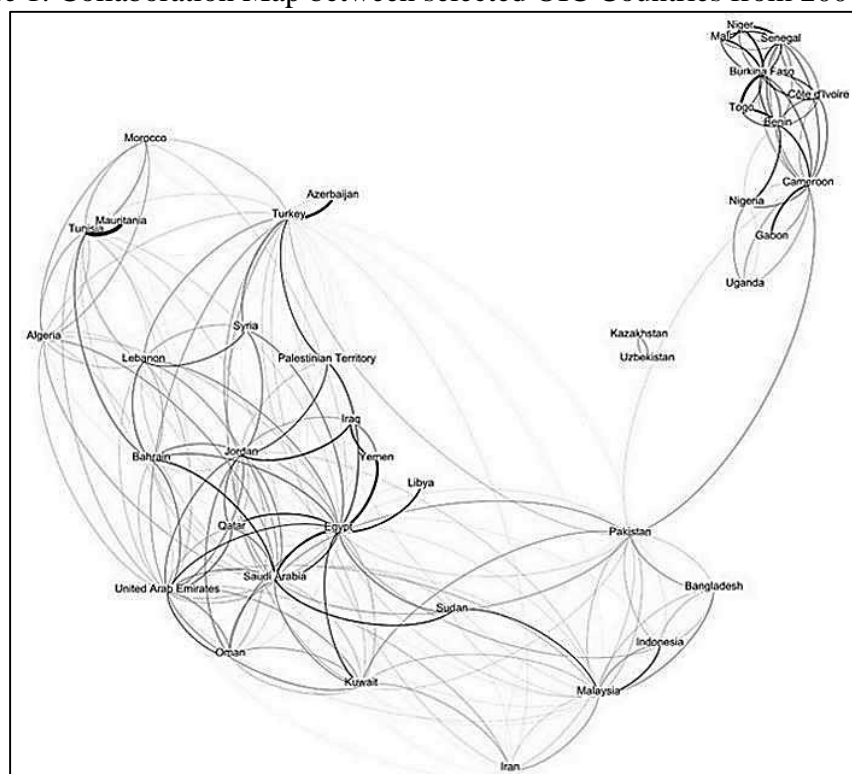 Collaboration Map between selected OIC Countries from 200
Niger
Mali
Senegal
Burkina Faso
Côte d'Ivoire
Togo
Benin
Morocco
Cameroon
Azerbaijan
Nigeria
Turkey
Mauritania
Tunisia
Gabon
Uganda
Syria
Kazakhstan
Algeria
Lebanon
Palestinian Territory
Uzbekistan
Iraq
Jordan
Bahrain
Yemen
Libya
Qatar
Egypt
Pakistan
United Arab Emirates
Saudi Arabia
Bangladesh
Sudan
Indonesia
Oman
Kuwait
Malaysia
Iran